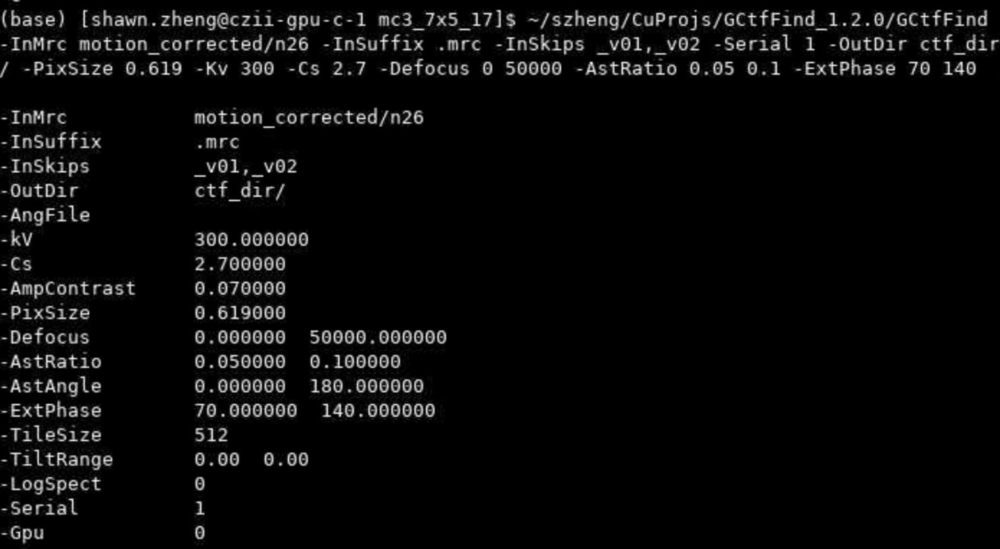 (base) [shawn.zheng@czii-gpu-c-1 mc3_7x5_17]$ ~/szheng/CuProjs/GCtfFind_1.2.0/GCtfFind
-InMrc motion_corrected/n26 -InSuffix .mrc -InSkips _v01,_v02 -Serial 1 -OutDir ctf_dir
/ -PixSize 0.619 -Kv 300 -Cs 2.7 -Defocus 0 50000 -AstRatio 0.05 0.1 -ExtPhase 70 140
-InMrc motion_corrected/n26
-InSuffix .mrc
-InSkips _v01,_v02
-OutDir ctf_dir/
-AngFile
-kV 300.000000
-Cs 2.700000
-AmpContrast 0.070000
-PixSize 0.619000
-Defocus 0.000000 50000.000000
-AstRatio 0.050000 0.100000
-AstAngle 0.000000 180.000000
-ExtPhase 70.000000 140.000000
-TileSize 512
-TiltRange 0.00 0.00
-LogSpect 0
-Serial 1
-Gpu 0